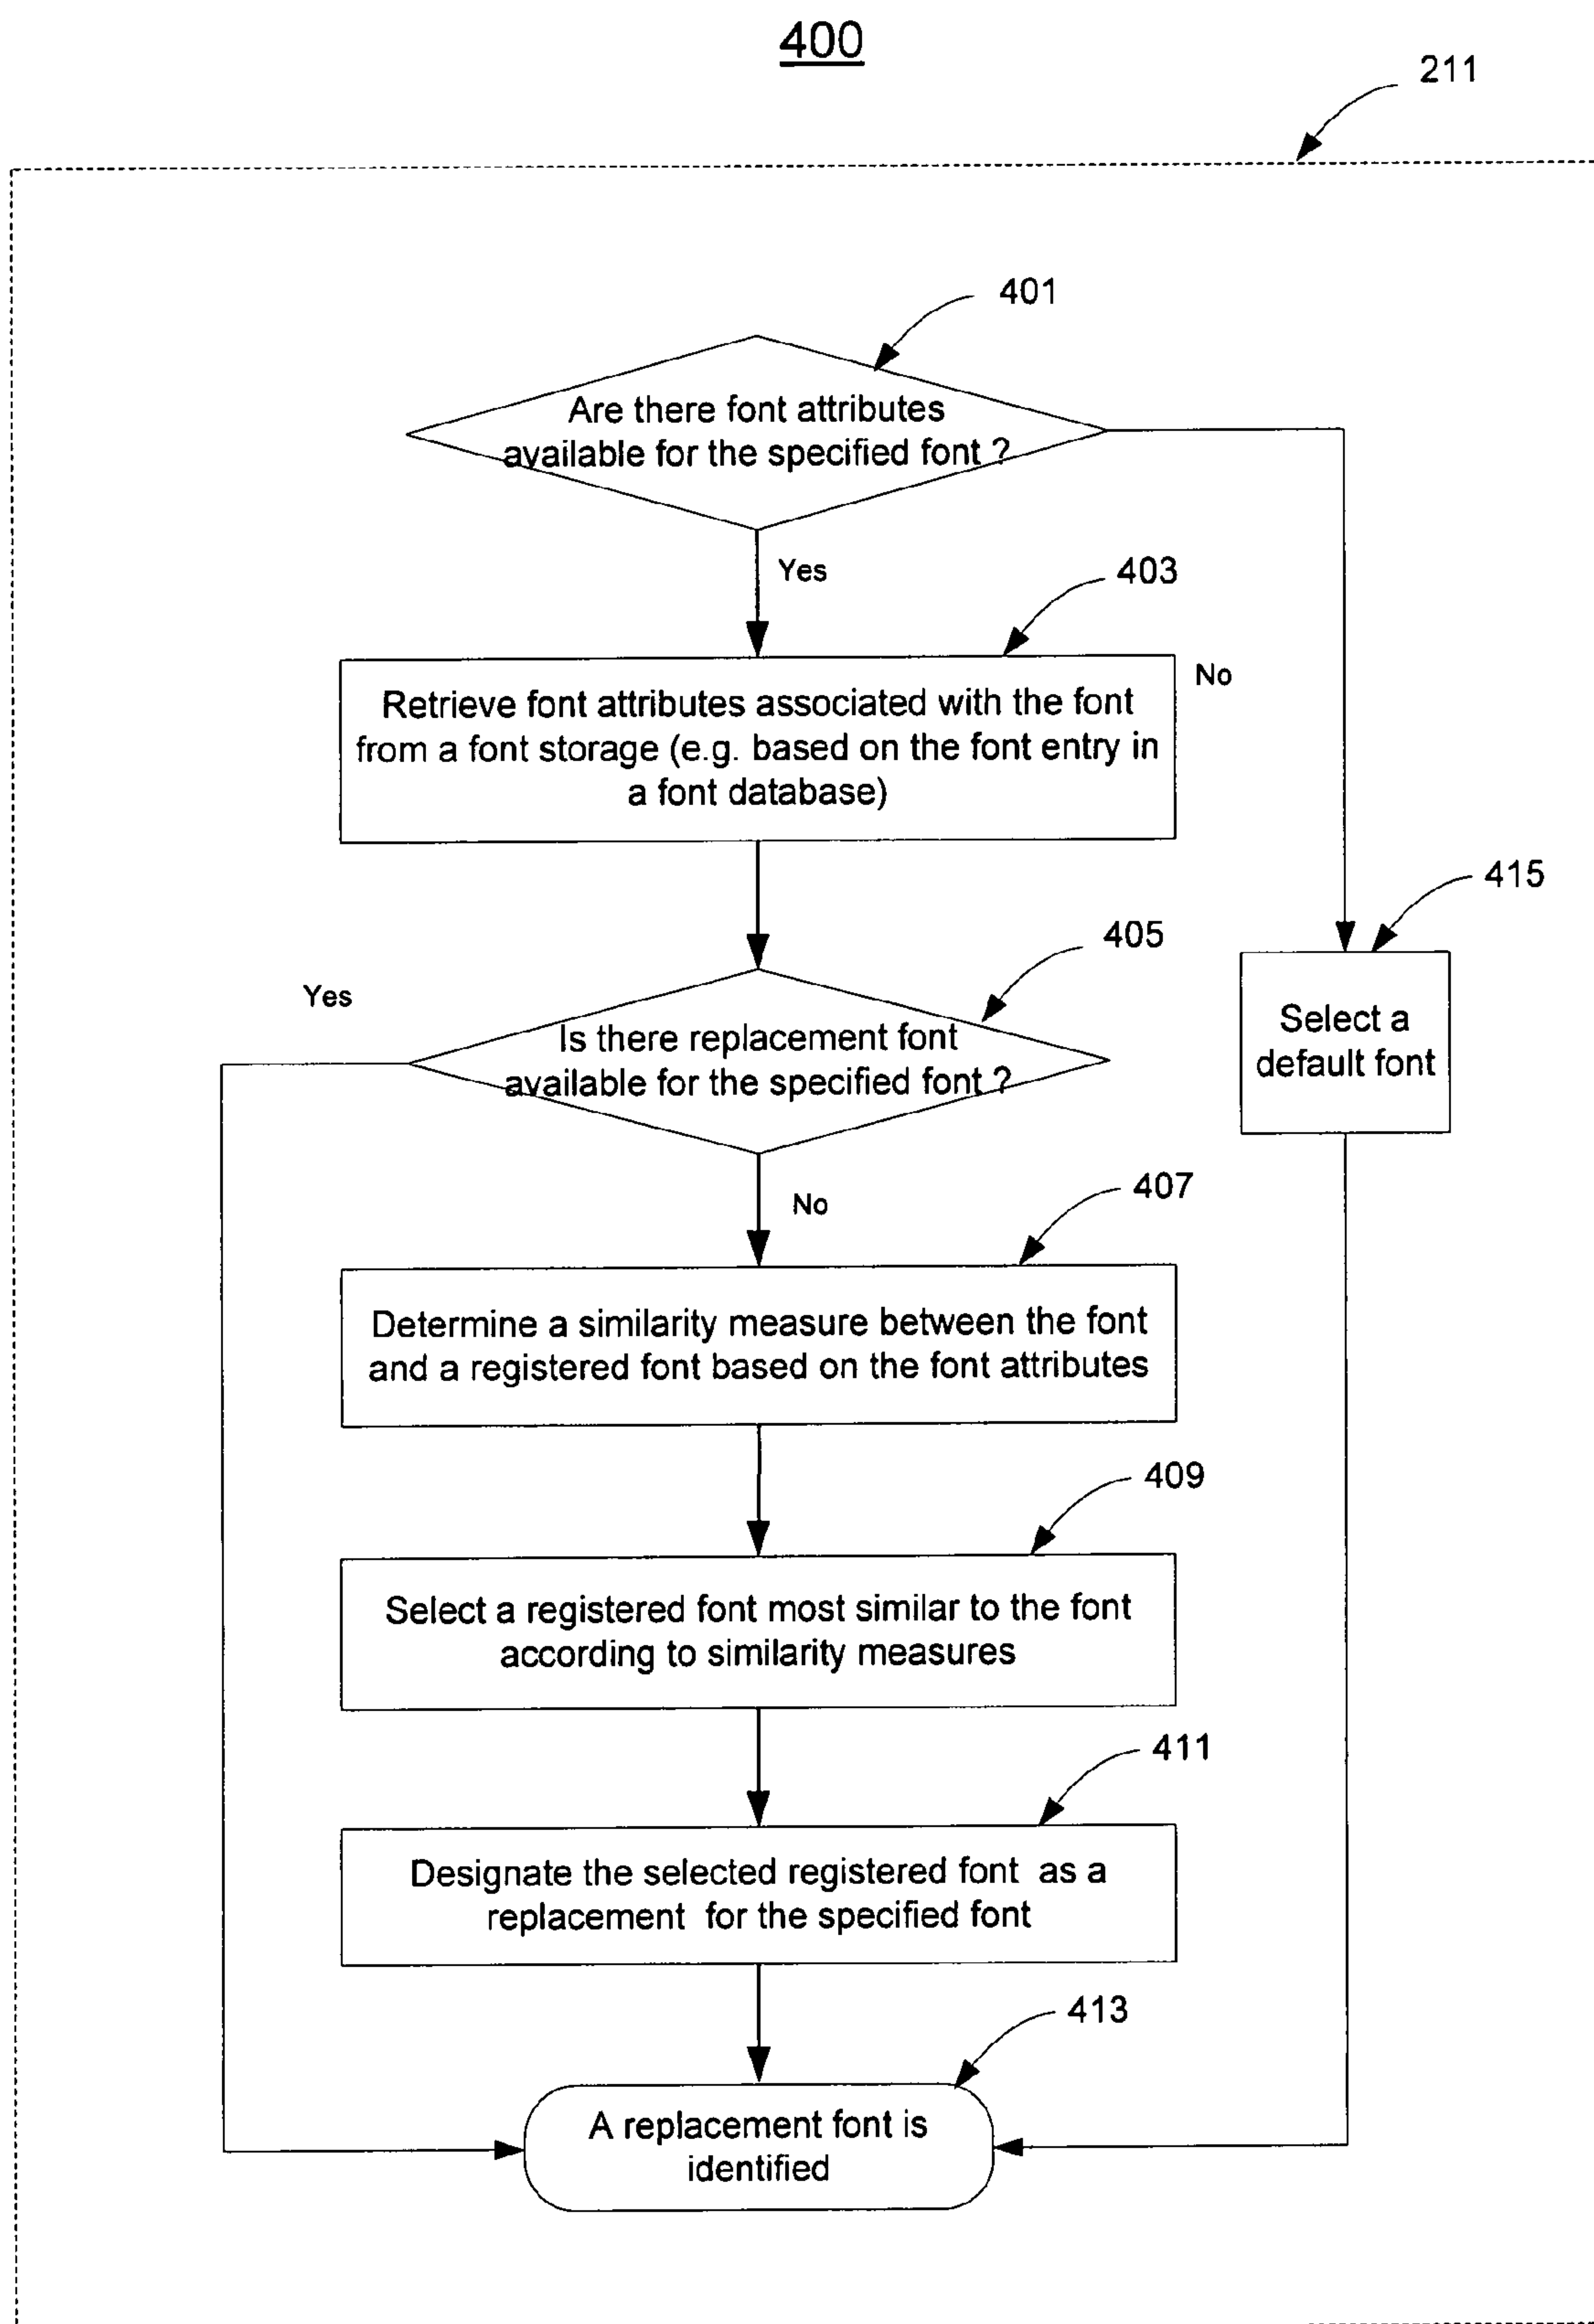 400
211
401
Are there font attributes
available for the specified font ?
Yes
403
No
Retrieve font attributes associated with the font
from a font storage (e.g. based on the font entry in
a font database)
415
405
Yes
Select a
default font
Is there replacement font
available for the specified font ?
No
407
Determine a similarity measure between the font
and a registered font based on the font attributes
409
Select a registered font most similar to the font
according to similarity measures
411
Designate the selected registered font as a
replacement for the specified font
413
A replacement font is
identified